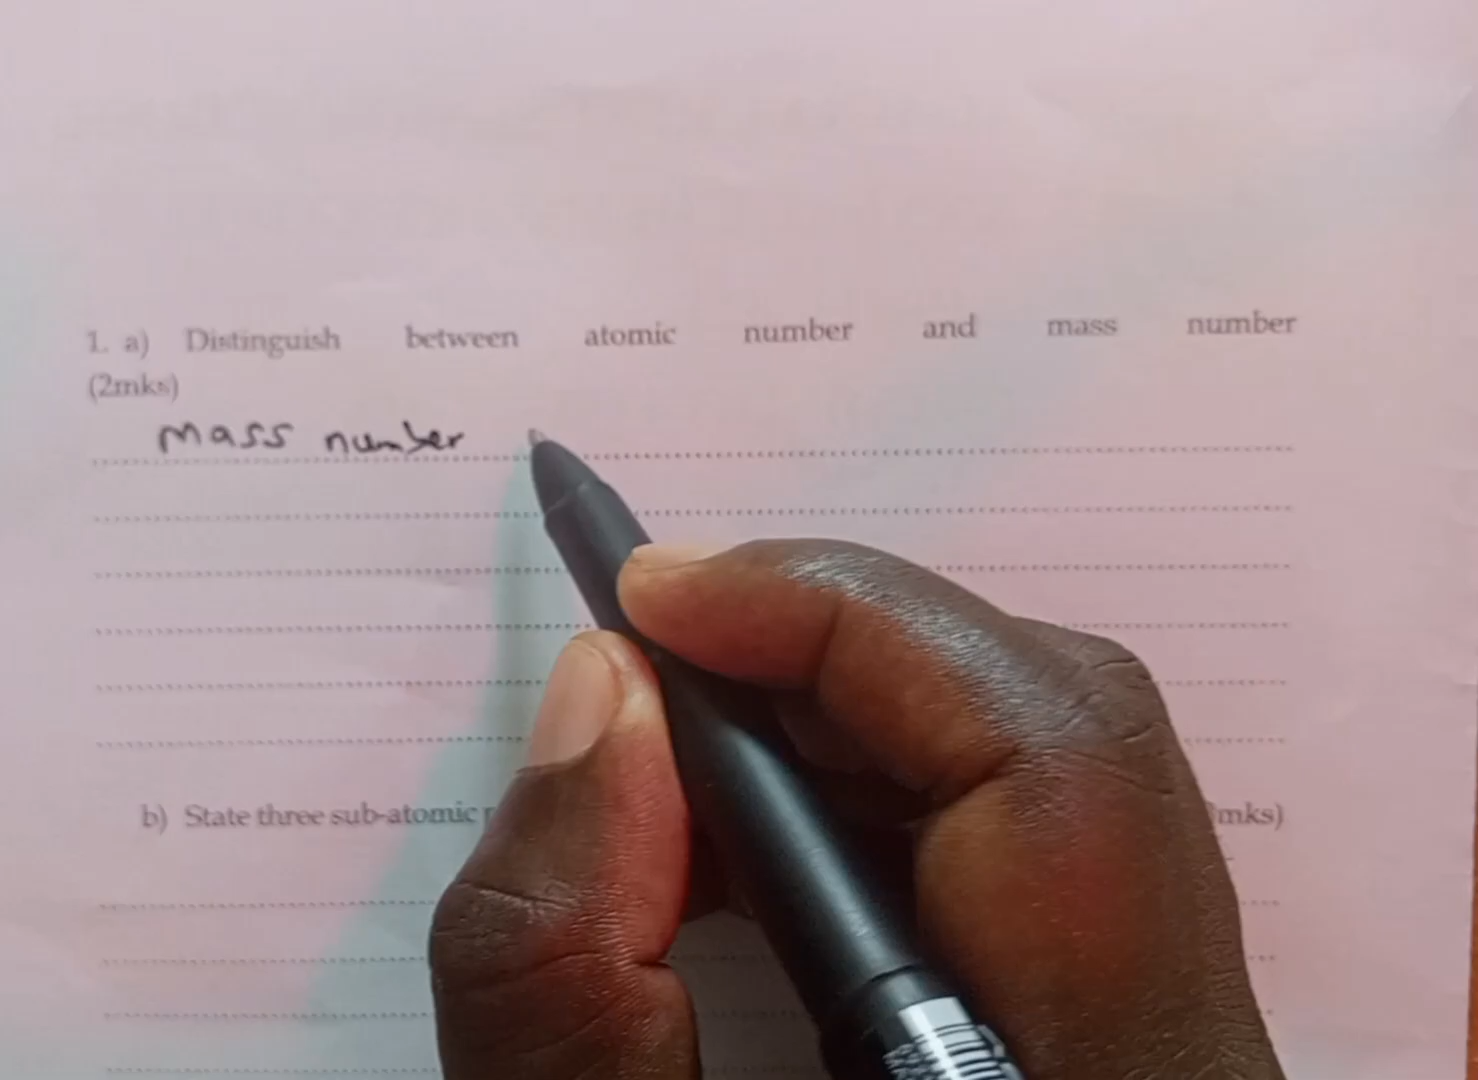 1. a) Distinguish between atomic number and mass number
(2mks)
mass number
b) State three sub-atomic mks)